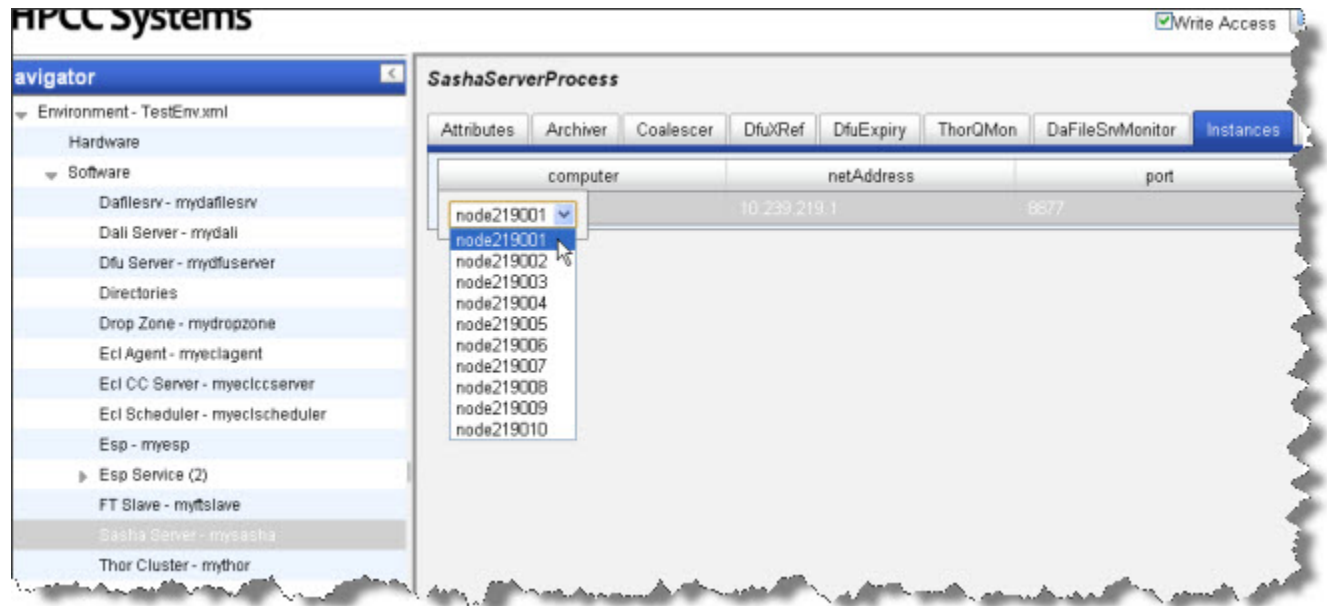 HPCC Systems
Write Access
avigator
Environment - TestEnv.xml
Hardware
Software
Dafilesrv - mydafilesrv
Dali Server - mydali
Dfu Server - mydfuserver
Directories
Drop Zone - mydropzone
Ecl Agent - myeclagent
Ecl CC Server - myeclccserver
Ecl Scheduler - myeclscheduler
Esp - myesp
Esp Service (2)
FT Slave - myftslave
Sasha Server - mysasha
Thor Cluster - mythor
SashaServerProcess
Attributes Archiver Coalescer DfuXRef DfuExpiry ThorQMon DaFileSrvMonitor Instances
computer netAddress port
node219001 10.239.219.1 8877
node219001
node219002
node219003
node219004
node219005
node219006
node219007
node219008
node219009
node219010